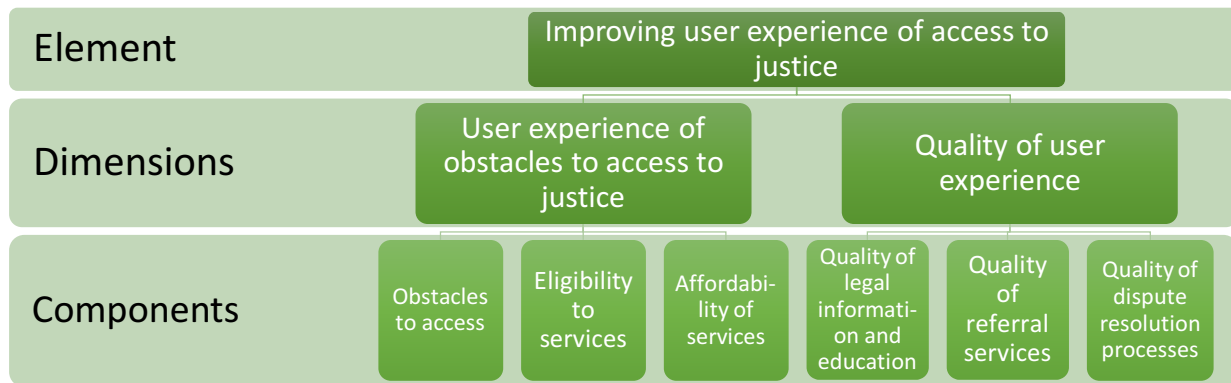 Element
Improving user experience of access to
justice
Dimensions
User experience of
obstacles to access to
justice
Quality of user
experience
Components
Obstacles
to access
Eligibility
to
services
Affordabi-
lity of
services
Quality of
legal
informati-
on and
education
Quality
of
referral
services
Quality of
dispute
resolution
processes